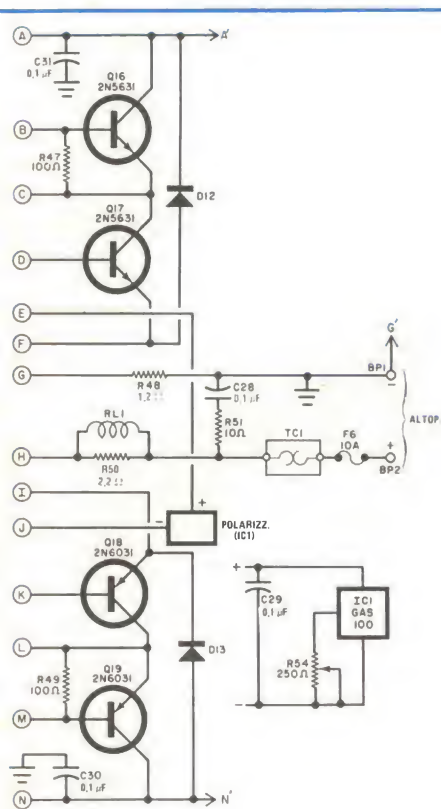 A
A'
C31
0,1 µF
Q16
2N5631
B
R47
100Ω
C
D12
Q17
2N5631
D
E
F
G'
G
R48
1,2 Ω
C28
0,1 µF
BP1
-
ALTOP.
RL1
R51
10Ω
TC1
F6
10A
H
R50
2,2 Ω
+
BP2
I
+
J
-
POLARIZZ.
(IC1)
Q18
2N6031
K
+
C29
0,1 µF
IC1
GAS
100
L
D13
R49
100Ω
R54
250Ω
Q19
2N6031
M
-
C30
0,1 µF
N
N'